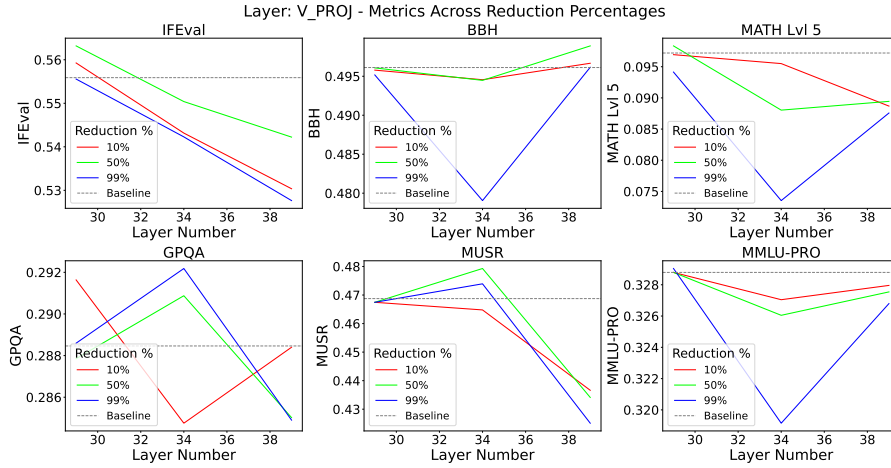 Layer: V_PROJ - Metrics Across Reduction Percentages
IFEval
IFEval
0.56
0.55
0.54
0.53
Reduction %
10%
50%
99%
Baseline
30 32 34 36 38
Layer Number
BBH
BBH
0.495
0.490
0.485
0.480
Reduction %
10%
50%
99%
Baseline
30 32 34 36 38
Layer Number
MATH Lvl 5
MATH Lvl 5
0.095
0.090
0.085
0.080
0.075
Reduction %
10%
50%
99%
Baseline
30 32 34 36 38
Layer Number
GPQA
GPQA
0.292
0.290
0.288
0.286
Reduction %
10%
50%
99%
Baseline
30 32 34 36 38
Layer Number
MUSR
MUSR
0.48
0.47
0.46
0.45
0.44
0.43
Reduction %
10%
50%
99%
Baseline
30 32 34 36 38
Layer Number
MMLU-PRO
MMLU-PRO
0.328
0.326
0.324
0.322
0.320
Reduction %
10%
50%
99%
Baseline
30 32 34 36 38
Layer Number